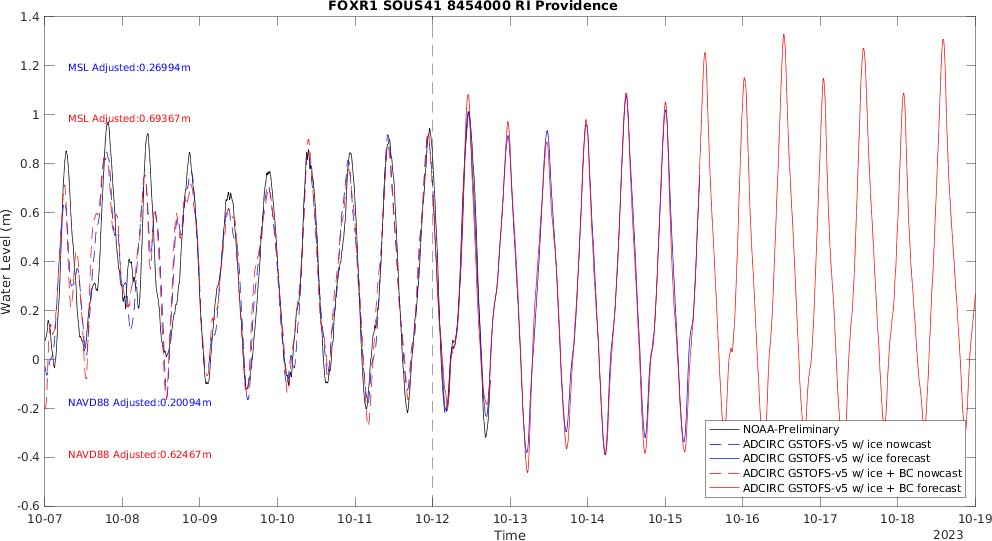 FOXR1 SOUS41 8454000 RI Providence
Water Level (m)
1.4
1.2
1
0.8
0.6
0.4
0.2
0
-0.2
-0.4
-0.6
MSL Adjusted:0.26994m
MSL Adjusted:0.69367m
NAVD88 Adjusted:0.20094m
NAVD88 Adjusted:0.62467m
NOAA-Preliminary
ADCIRC GSTOFS-v5 w/ ice nowcast
ADCIRC GSTOFS-v5 w/ ice forecast
ADCIRC GSTOFS-v5 w/ ice + BC nowcast
ADCIRC GSTOFS-v5 w/ ice + BC forecast
10-07 10-08 10-09 10-10 10-11 10-12 10-13 10-14 10-15 10-16 10-17 10-18 10-19
Time
2023